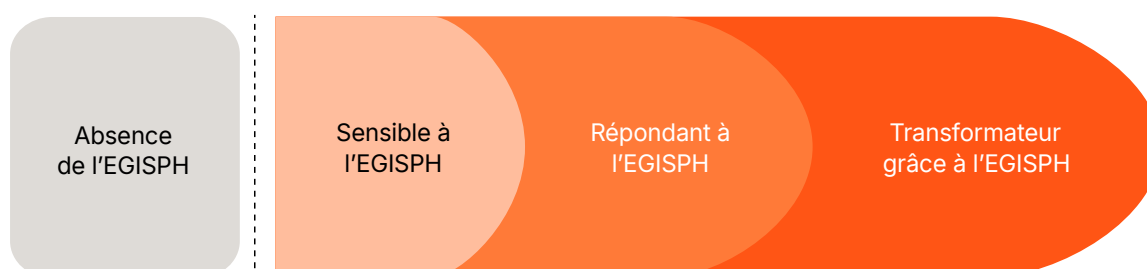 Absence
de l'EGISPH
Sensible à
l'EGISPH
Répondant à
l'EGISPH
Transformateur
grâce à l'EGISPH